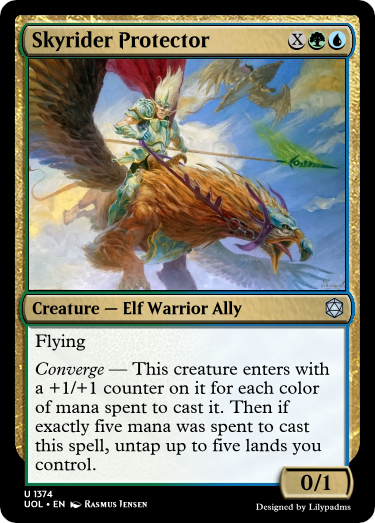 Skyrider Protector X
Creature — Elf Warrior Ally
Flying
Converge — This creature enters with
a +1/+1 counter on it for each color
of mana spent to cast it. Then if
exactly five mana was spent to cast
this spell, untap up to five lands you
control.
0/1
U 1374
UOL • EN Rasmus Jensen
Designed by Lilypadms